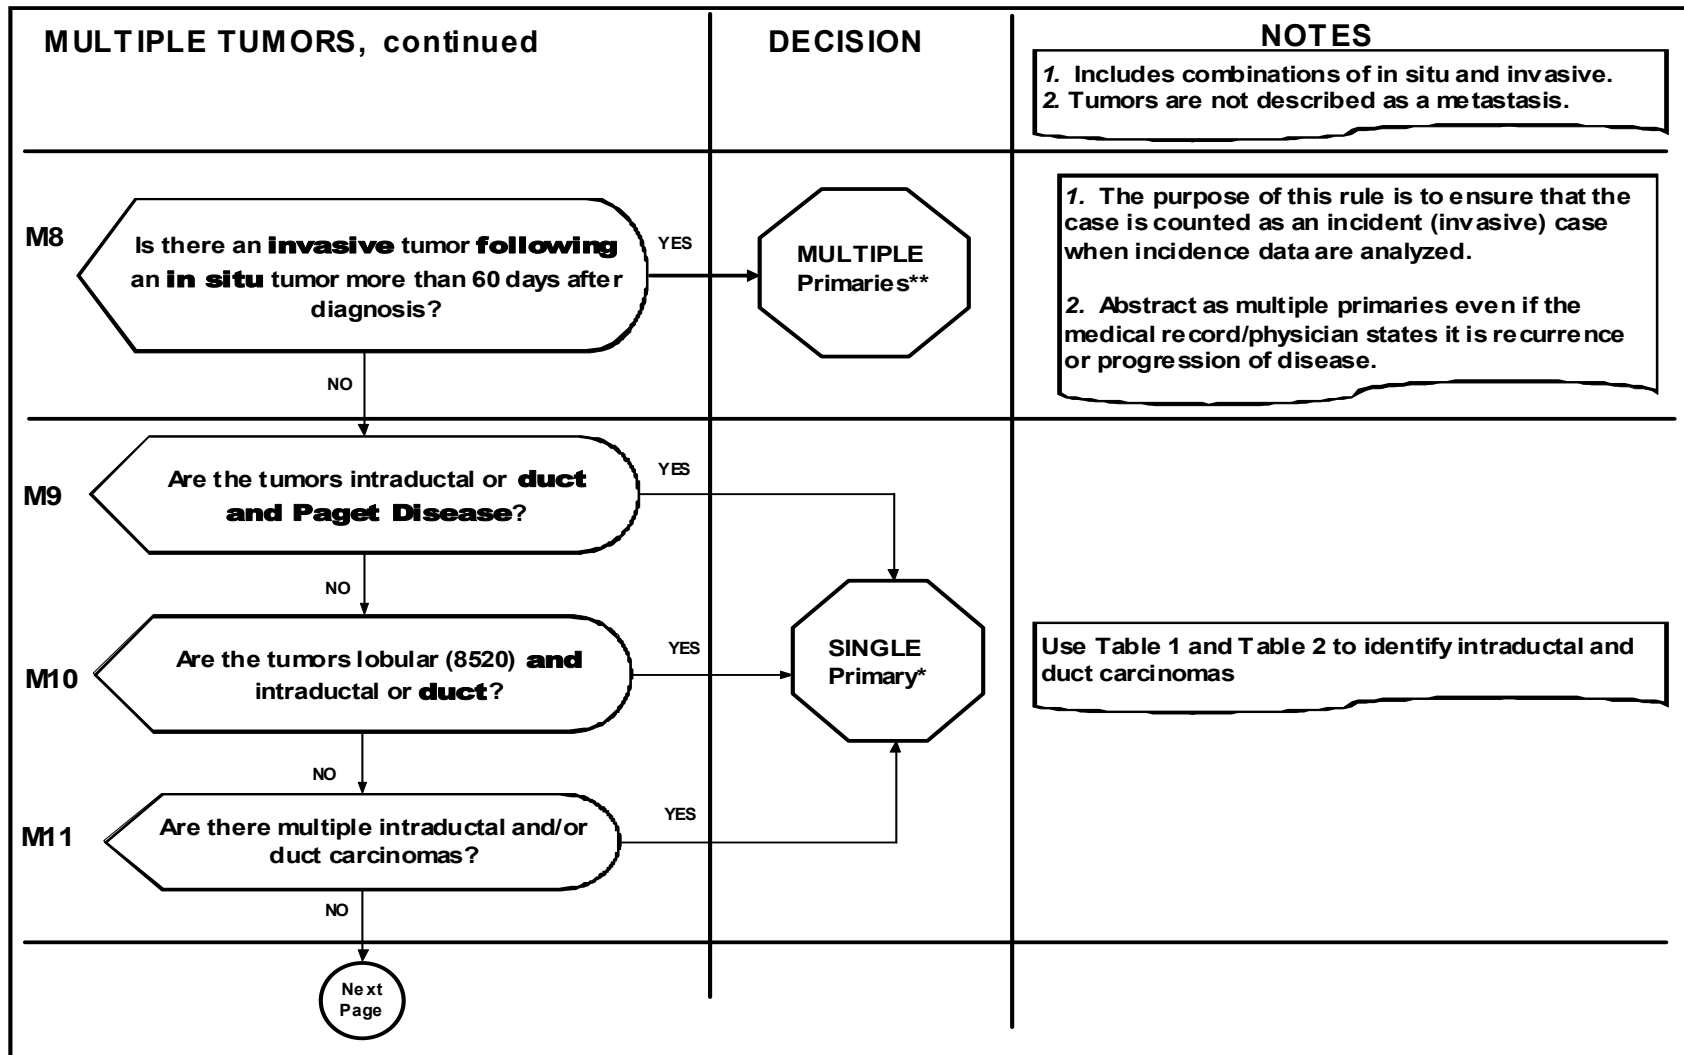 MULTIPLE TUMORS, continued
DECISION
NOTES
1. Includes combinations of in situ and invasive.
2. Tumors are not described as a metastasis.
M8
Is there an invasive tumor following
an in situ tumor more than 60 days after
diagnosis?
YES
MULTIPLE
Primaries**
1. The purpose of this rule is to ensure that the
case is counted as an incident (invasive) case
when incidence data are analyzed.
2. Abstract as multiple primaries even if the
medical record/physician states it is recurrence
or progression of disease.
NO
M9
Are the tumors intraductal or duct
and Paget Disease?
YES
NO
M10
Are the tumors lobular (8520) and
intraductal or duct?
YES
SINGLE
Primary*
Use Table 1 and Table 2 to identify intraductal and
duct carcinomas
NO
M11
Are there multiple intraductal and/or
duct carcinomas?
YES
NO
Next
Page